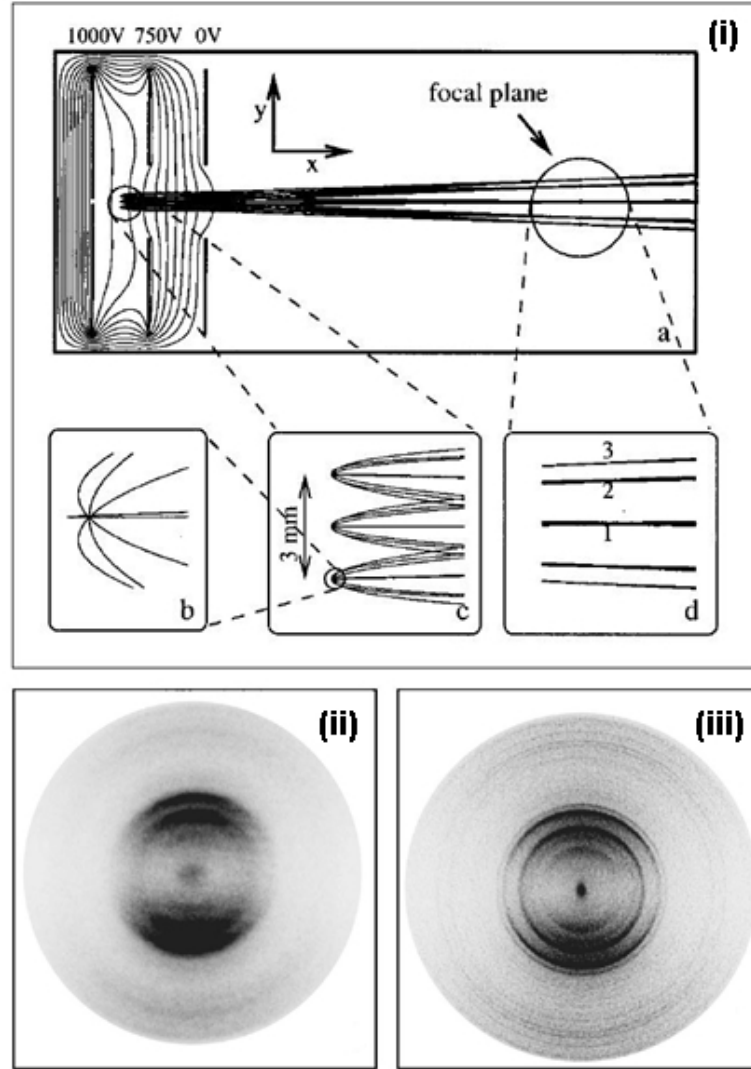 (i)
1000V 750V 0V
y
x
focal plane
a
b
3 mm
c
3
2
1
d
(ii)
(iii)